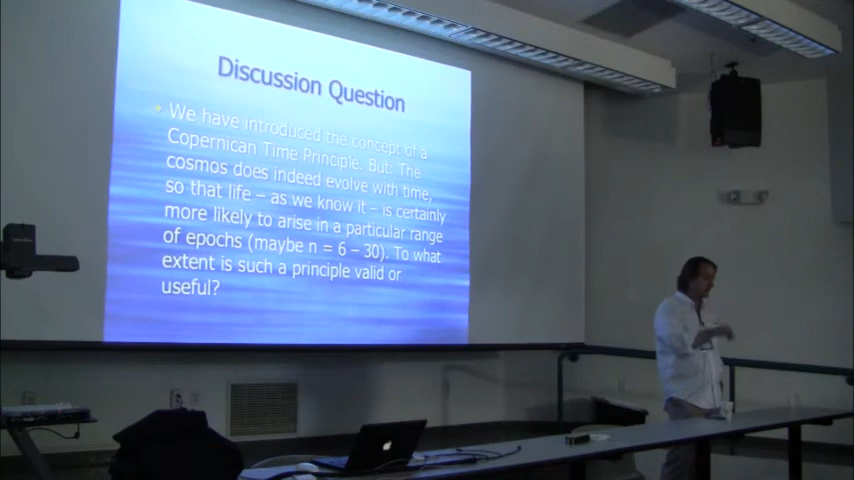 Discussion Question
We have introduced the concept of a
Copernican Time Principle. But: The
cosmos does indeed evolve with time,
so that life – as we know it – is certainly
more likely to arise in a particular range
of epochs (maybe n = 6 – 30). To what
extent is such a principle valid or
useful?